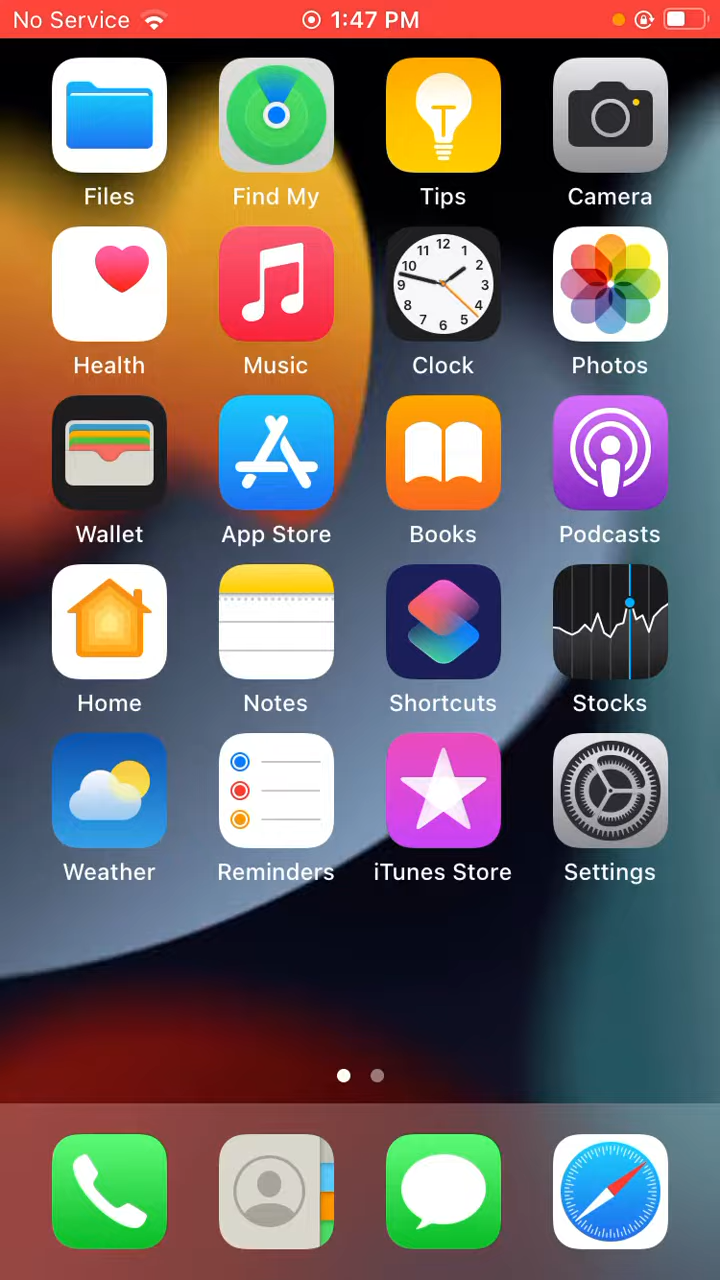 No Service 1:47 PM
Files Find My Tips Camera
Health Music Clock Photos
Wallet App Store Books Podcasts
Home Notes Shortcuts Stocks
Weather Reminders iTunes Store Settings